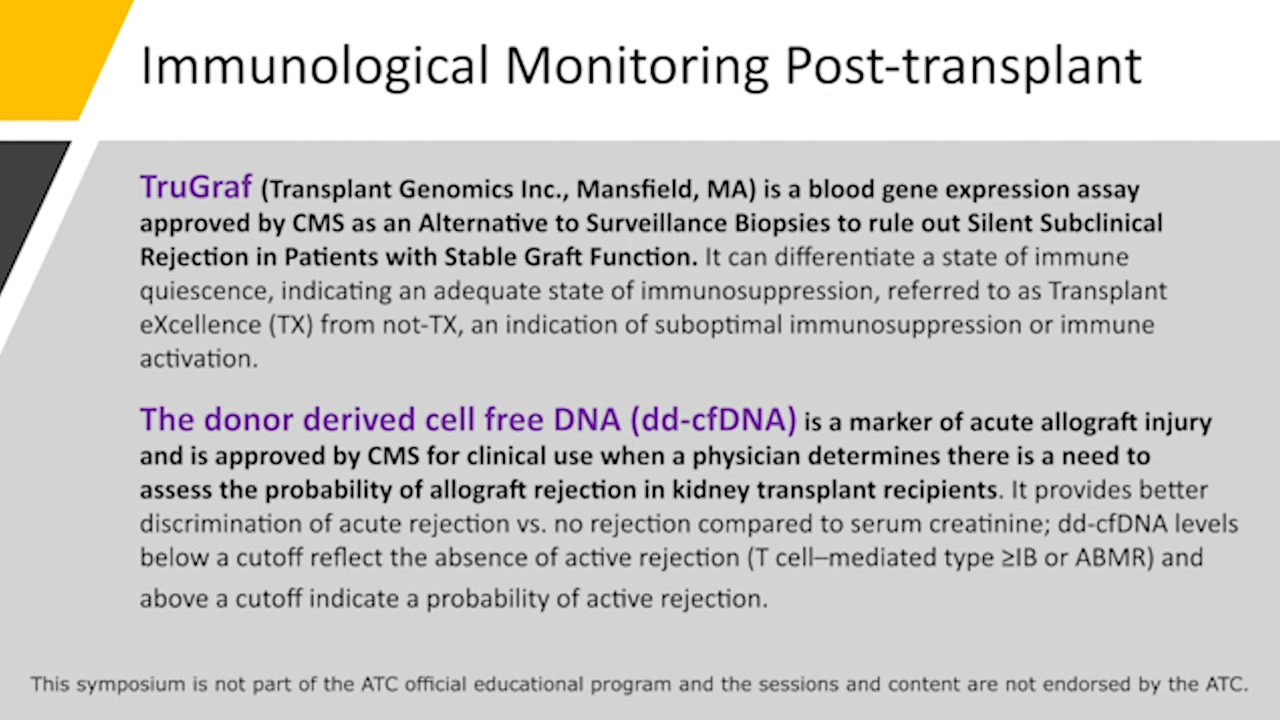 Immunological Monitoring Post-transplant
TruGraf (Transplant Genomics Inc., Mansfield, MA) is a blood gene expression assay
approved by CMS as an Alternative to Surveillance Biopsies to rule out Silent Subclinical
Rejection in Patients with Stable Graft Function. It can differentiate a state of immune
quiescence, indicating an adequate state of immunosuppression, referred to as Transplant
eXcellence (TX) from not-TX, an indication of suboptimal immunosuppression or immune
activation.
The donor derived cell free DNA (dd-cfDNA) is a marker of acute allograft injury
and is approved by CMS for clinical use when a physician determines there is a need to
assess the probability of allograft rejection in kidney transplant recipients. It provides better
discrimination of acute rejection vs. no rejection compared to serum creatinine; dd-cfDNA levels
below a cutoff reflect the absence of active rejection (T cell–mediated type ≥IB or ABMR) and
above a cutoff indicate a probability of active rejection.
This symposium is not part of the ATC official educational program and the sessions and content are not endorsed by the ATC.